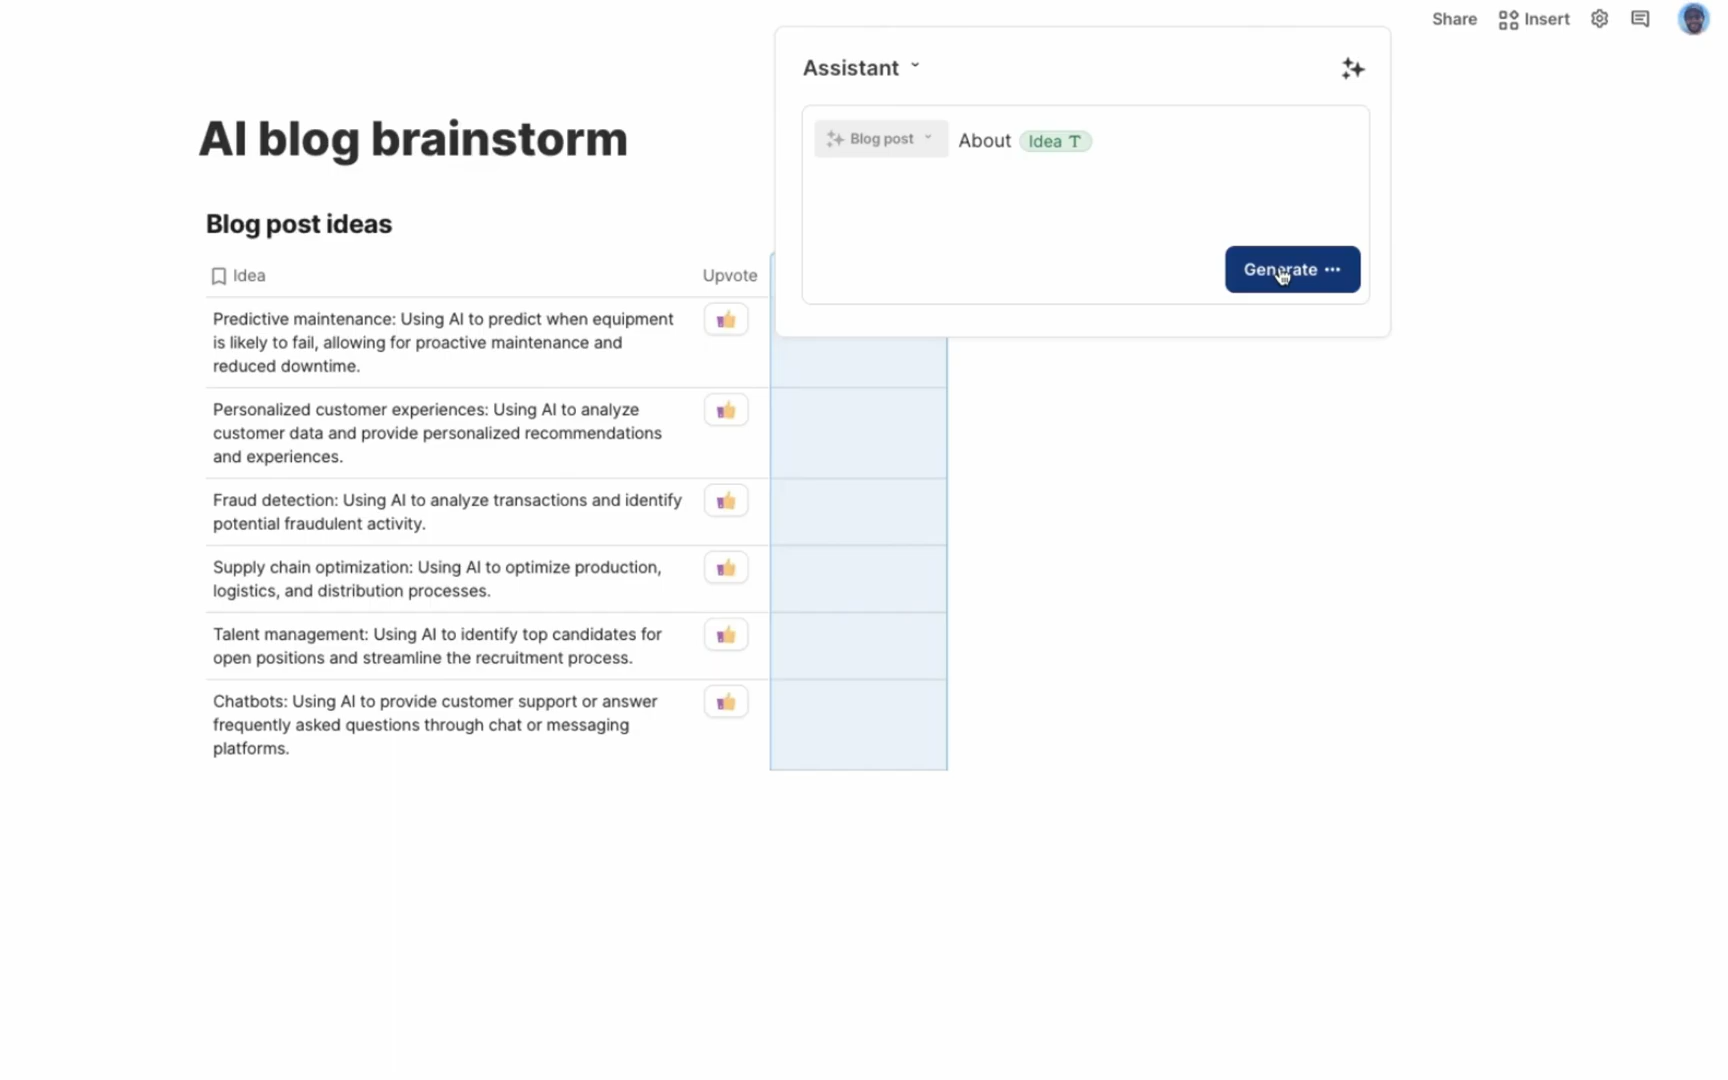 Share Insert
Assistant
Blog post About Idea T
Generate ...
AI blog brainstorm
Blog post ideas
Idea Upvote
Predictive maintenance: Using AI to predict when equipment
is likely to fail, allowing for proactive maintenance and
reduced downtime.
Personalized customer experiences: Using AI to analyze
customer data and provide personalized recommendations
and experiences.
Fraud detection: Using AI to analyze transactions and identify
potential fraudulent activity.
Supply chain optimization: Using AI to optimize production,
logistics, and distribution processes.
Talent management: Using AI to identify top candidates for
open positions and streamline the recruitment process.
Chatbots: Using AI to provide customer support or answer
frequently asked questions through chat or messaging
platforms.